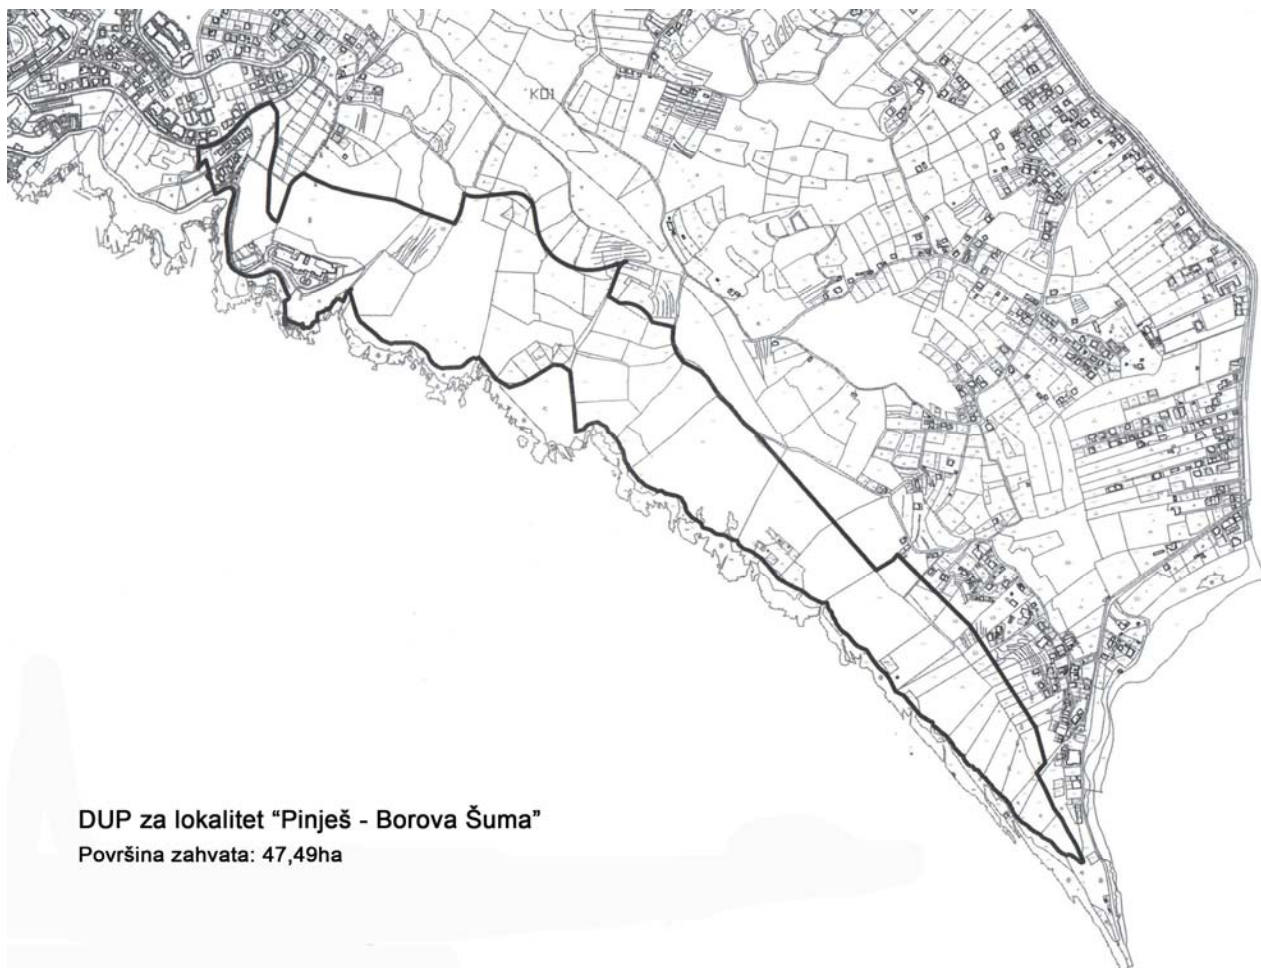 KO1
DUP za lokalitet “Pinješ - Borova Šuma”
Površina zahvata: 47,49ha